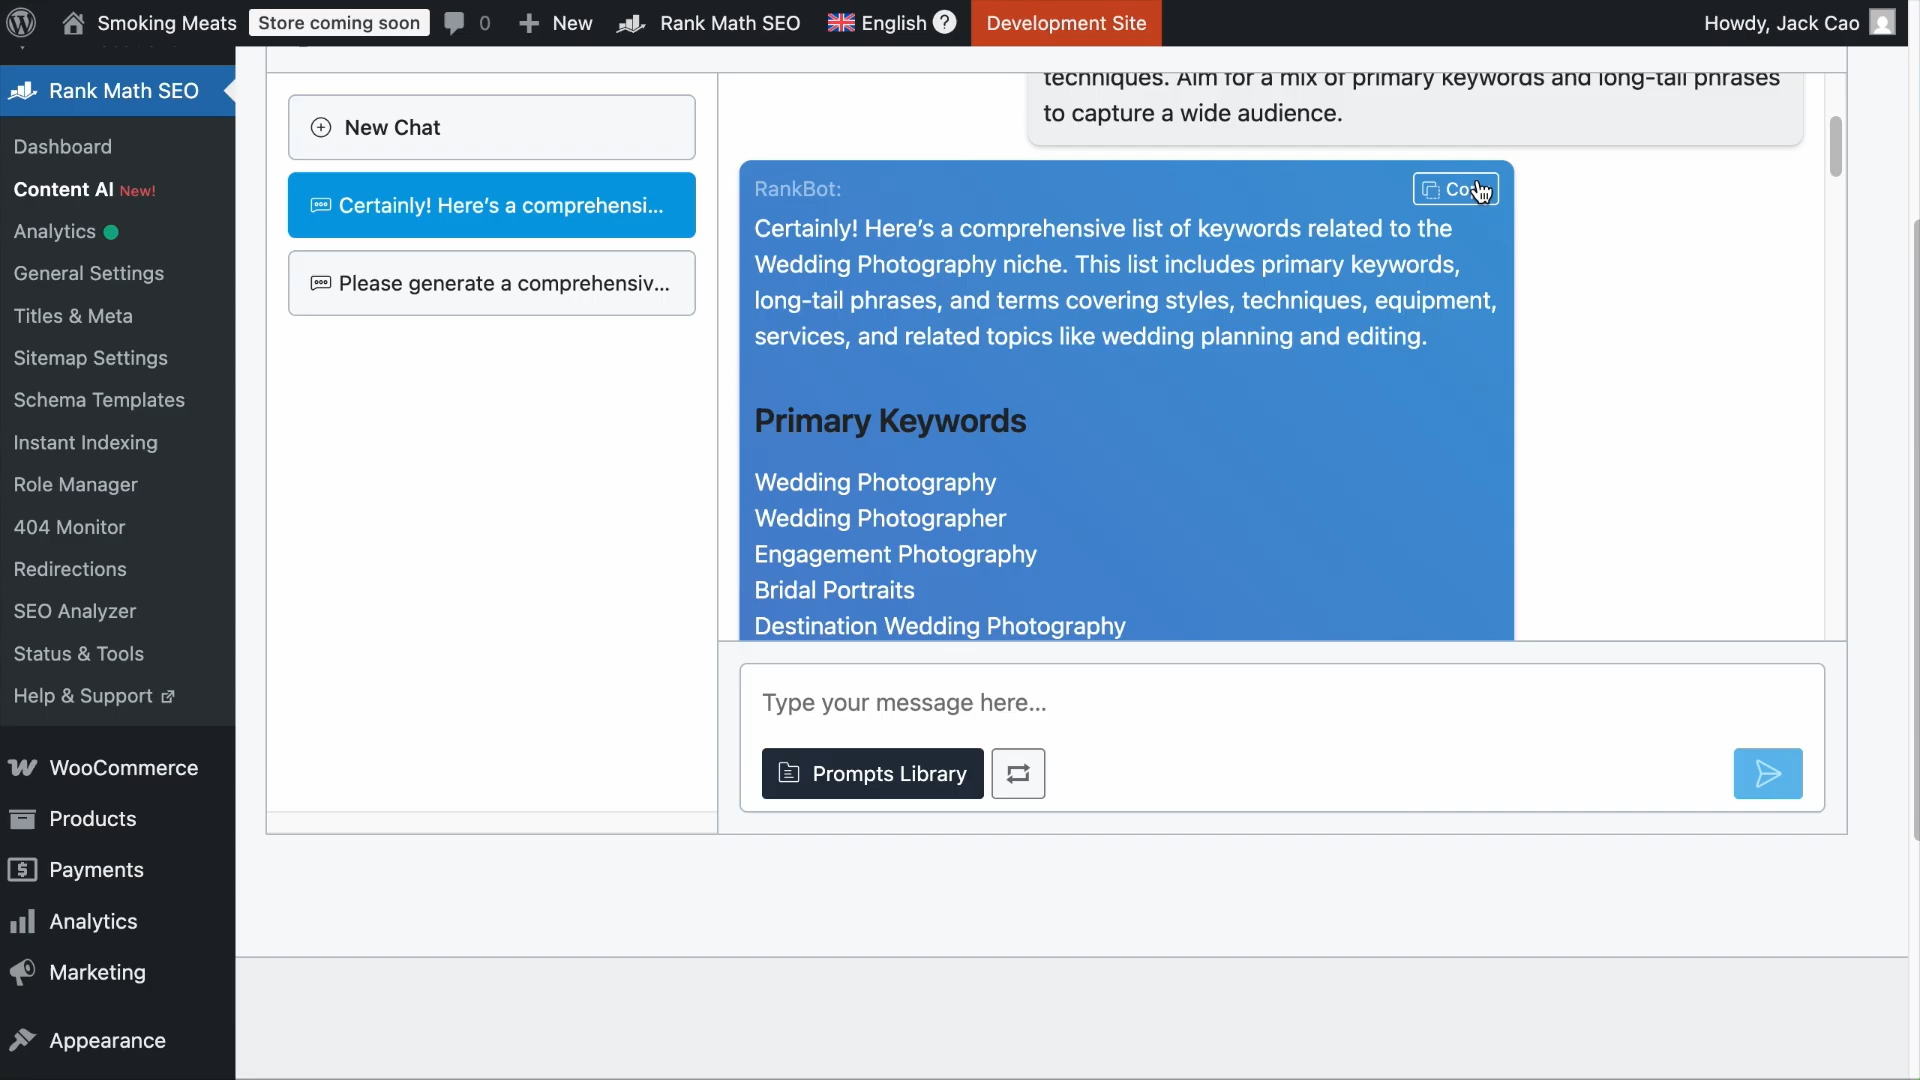 Smoking Meats
Store coming soon
0
New
Rank Math SEO
English
Development Site
Howdy, Jack Cao
Rank Math SEO
Dashboard
Content AI New!
Analytics
General Settings
Titles & Meta
Sitemap Settings
Schema Templates
Instant Indexing
Role Manager
404 Monitor
Redirections
SEO Analyzer
Status & Tools
Help & Support
WooCommerce
Products
Payments
Analytics
Marketing
Appearance
New Chat
Certainly! Here's a comprehensi...
Please generate a comprehensiv...
techniques. Aim for a mix of primary keywords and long-tail phrases
to capture a wide audience.
RankBot:
Certainly! Here's a comprehensive list of keywords related to the
Wedding Photography niche. This list includes primary keywords,
long-tail phrases, and terms covering styles, techniques, equipment,
services, and related topics like wedding planning and editing.
Primary Keywords
Wedding Photography
Wedding Photographer
Engagement Photography
Bridal Portraits
Destination Wedding Photography
Type your message here...
Prompts Library